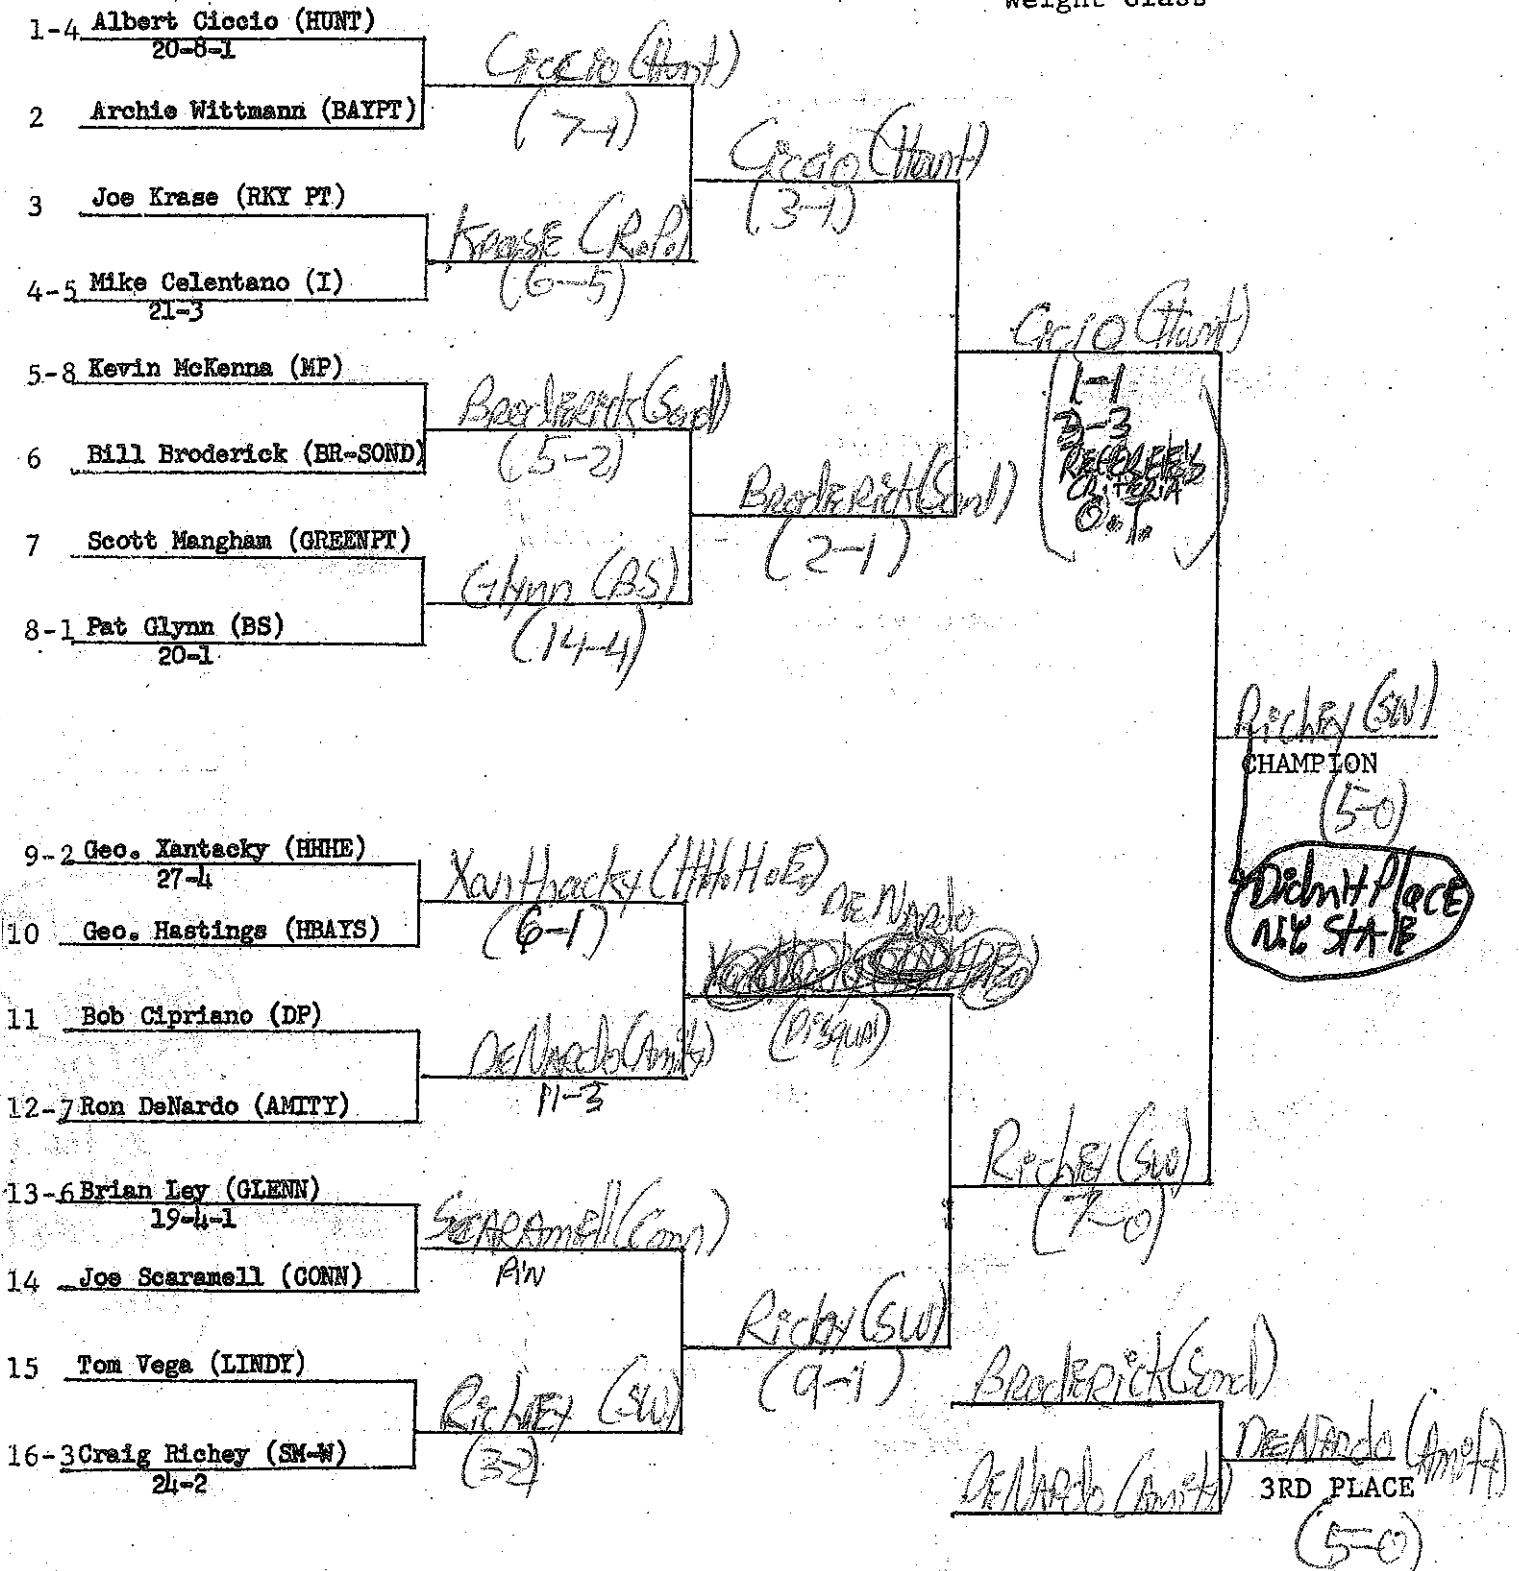 Weight Class
1-4 Albert Ciccio (HUNT)
20-8-1
Ciccio (Hunt)
(7-1)
2 Archie Wittmann (BAYPT)
Ciccio (Hunt)
(3-1)
3 Joe Krase (RKY PT)
Krase (R.P.)
(6-5)
4-5 Mike Celentano (I)
21-3
Cicio (Hunt)
1-1
3-3
REFEREE'S
CRITERIA
O.T.
5-8 Kevin McKenna (MP)
Broderick (Sond)
(5-2)
6 Bill Broderick (BR-SOND)
Broderick (Sond)
(2-1)
7 Scott Mangham (GREENPT)
Glynn (BS)
(14-4)
8-1 Pat Glynn (BS)
20-1
Richey (SW)
CHAMPION
(5-0)
Didn't Place
N.Y. STATE
9-2 Geo. Xantacky (HHHE)
27-4
Xanthacky (H.H.H.E.)
(6-1)
10 Geo. Hastings (HBAYS)
DeNardo
(Disqual)
11 Bob Cipriano (DP)
DeNardo (Amity)
11-3
12-7 Ron DeNardo (AMITY)
Richey (SW)
(7-0)
13-6 Brian Ley (GLENN)
19-4-1
Scaramell (Conn)
Pin
14 Joe Scaramell (CONN)
Richy (SW)
(9-1)
15 Tom Vega (LINDY)
Richey (SW)
(3-2)
16-3 Craig Richey (SM-W)
24-2
Broderick (Sond)
DeNardo (Amity)
DeNardo (Amity)
3RD PLACE
(5-0)